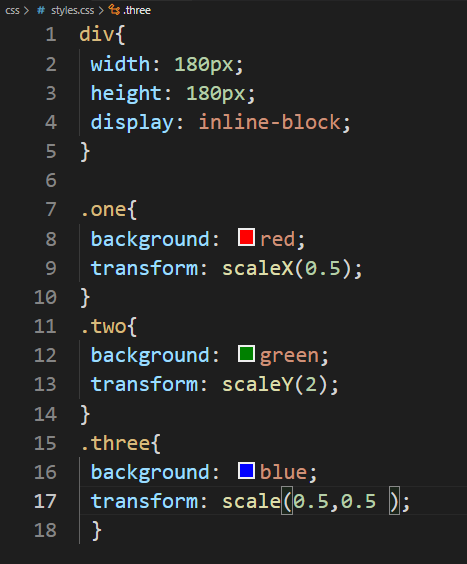 css > # styles.css > .three
1 div{
2 width: 180px;
3 height: 180px;
4 display: inline-block;
5 }
6
7 .one{
8 background: red;
9 transform: scaleX(0.5);
10 }
11 .two{
12 background: green;
13 transform: scaleY(2);
14 }
15 .three{
16 background: blue;
17 transform: scale(0.5,0.5 );
18 }